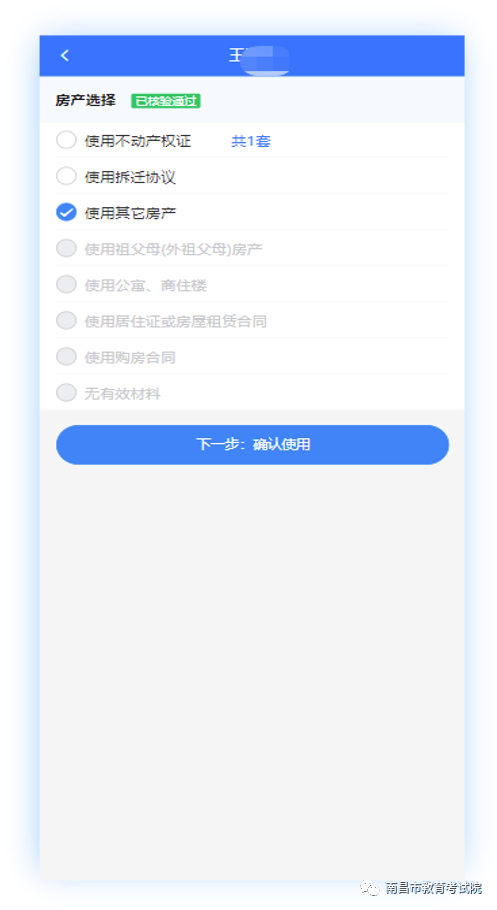 王
房产选择 已核验通过
使用不动产权证 共1套
使用拆迁协议
使用其它房产
使用祖父母(外祖父母)房产
使用公寓、商住楼
使用居住证或房屋租赁合同
使用购房合同
无有效材料
下一步：确认使用
南昌市教育考试院